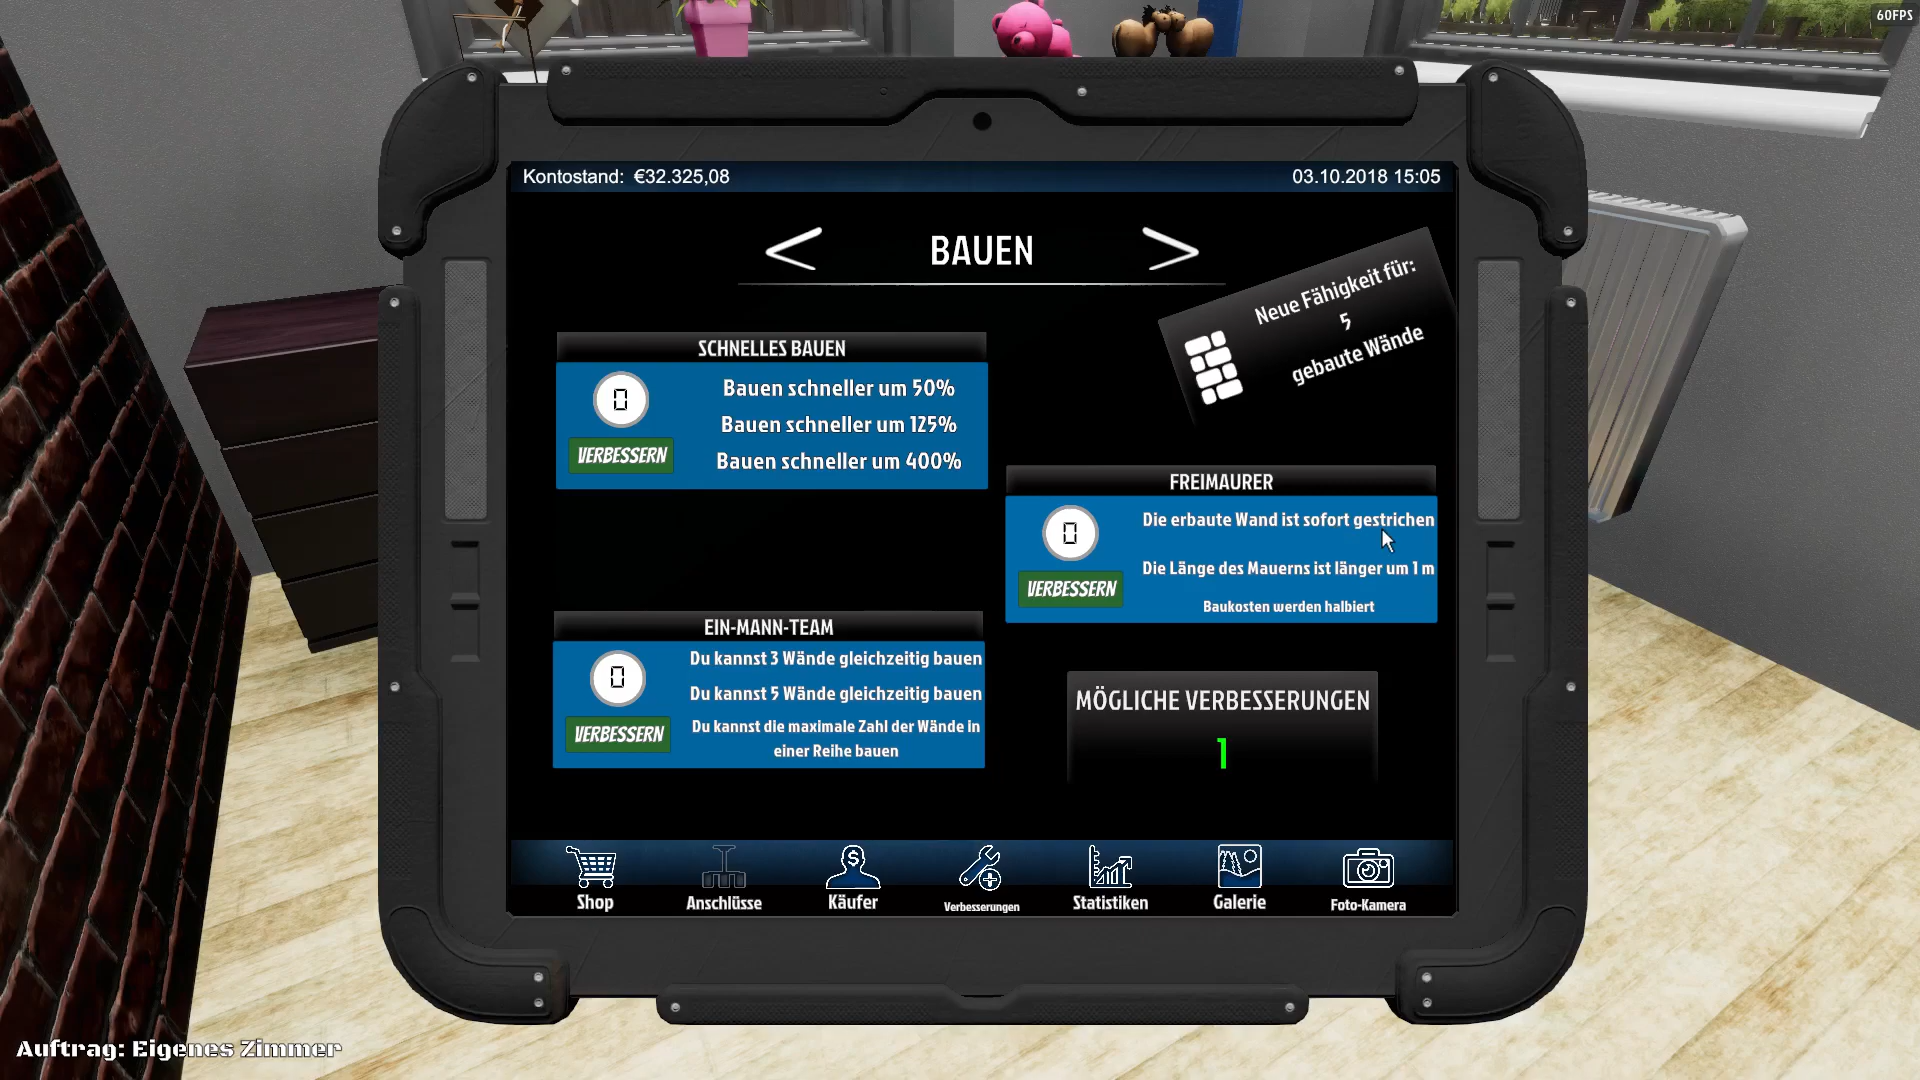 60FPS
Kontostand: €32.325,08
03.10.2018 15:05
BAUEN
Neue Fähigkeit für:
5
gebaute Wände
SCHNELLES BAUEN
0
VERBESSERN
Bauen schneller um 50%
Bauen schneller um 125%
Bauen schneller um 400%
FREIMAURER
0
VERBESSERN
Die erbaute Wand ist sofort gestrichen
Die Länge des Mauerns ist länger um 1 m
Baukosten werden halbiert
EIN-MANN-TEAM
0
VERBESSERN
Du kannst 3 Wände gleichzeitig bauen
Du kannst 5 Wände gleichzeitig bauen
Du kannst die maximale Zahl der Wände in
einer Reihe bauen
MÖGLICHE VERBESSERUNGEN
1
Shop
Anschlüsse
Käufer
Verbesserungen
Statistiken
Galerie
Foto-Kamera
Auftrag: Eigenes Zimmer